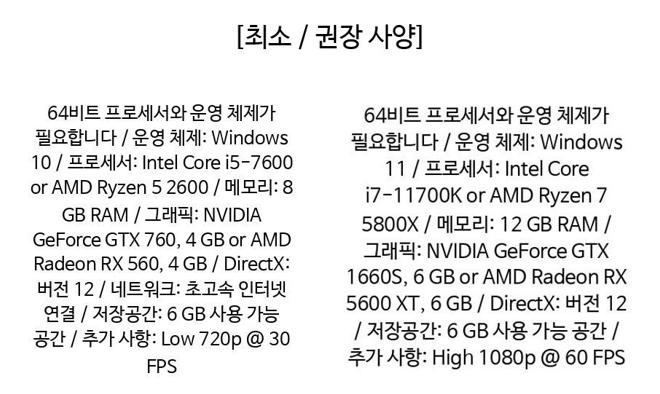 [최소 / 권장 사양]
64비트 프로세서와 운영 체제가
필요합니다 / 운영 체제: Windows
10 / 프로세서: Intel Core i5-7600
or AMD Ryzen 5 2600 / 메모리: 8
GB RAM / 그래픽: NVIDIA
GeForce GTX 760, 4 GB or AMD
Radeon RX 560, 4 GB / DirectX:
버전 12 / 네트워크: 초고속 인터넷
연결 / 저장공간: 6 GB 사용 가능
공간 / 추가 사항: Low 720p @ 30
FPS
64비트 프로세서와 운영 체제가
필요합니다 / 운영 체제: Windows
11 / 프로세서: Intel Core
i7-11700K or AMD Ryzen 7
5800X / 메모리: 12 GB RAM /
그래픽: NVIDIA GeForce GTX
1660S, 6 GB or AMD Radeon RX
5600 XT, 6 GB / DirectX: 버전 12
/ 저장공간: 6 GB 사용 가능 공간 /
추가 사항: High 1080p @ 60 FPS